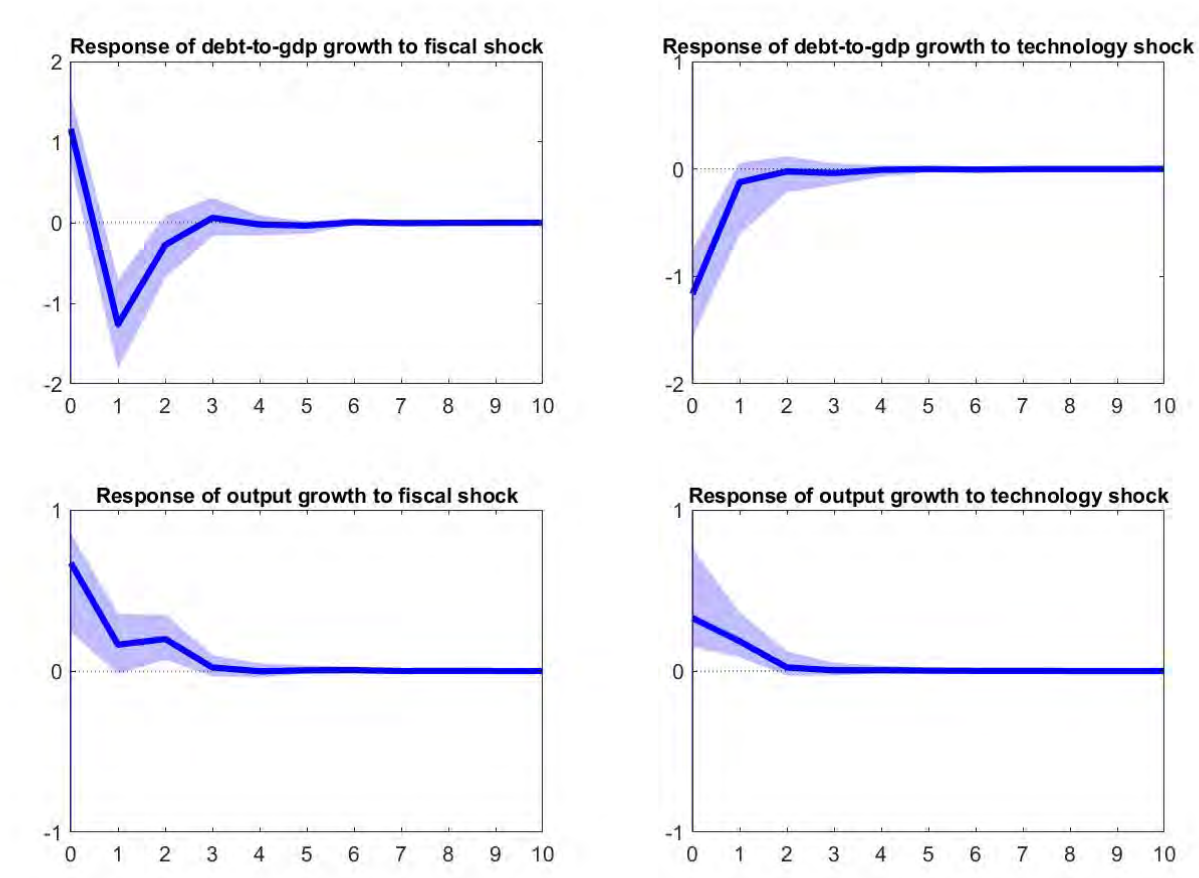 Response of debt-to-gdp growth to fiscal shock
2
1
0
-1
-2
0 1 2 3 4 5 6 7 8 9 10
Response of debt-to-gdp growth to technology shock
1
0
-1
-2
0 1 2 3 4 5 6 7 8 9 10
Response of output growth to fiscal shock
1
0
-1
0 1 2 3 4 5 6 7 8 9 10
Response of output growth to technology shock
1
0
-1
0 1 2 3 4 5 6 7 8 9 10